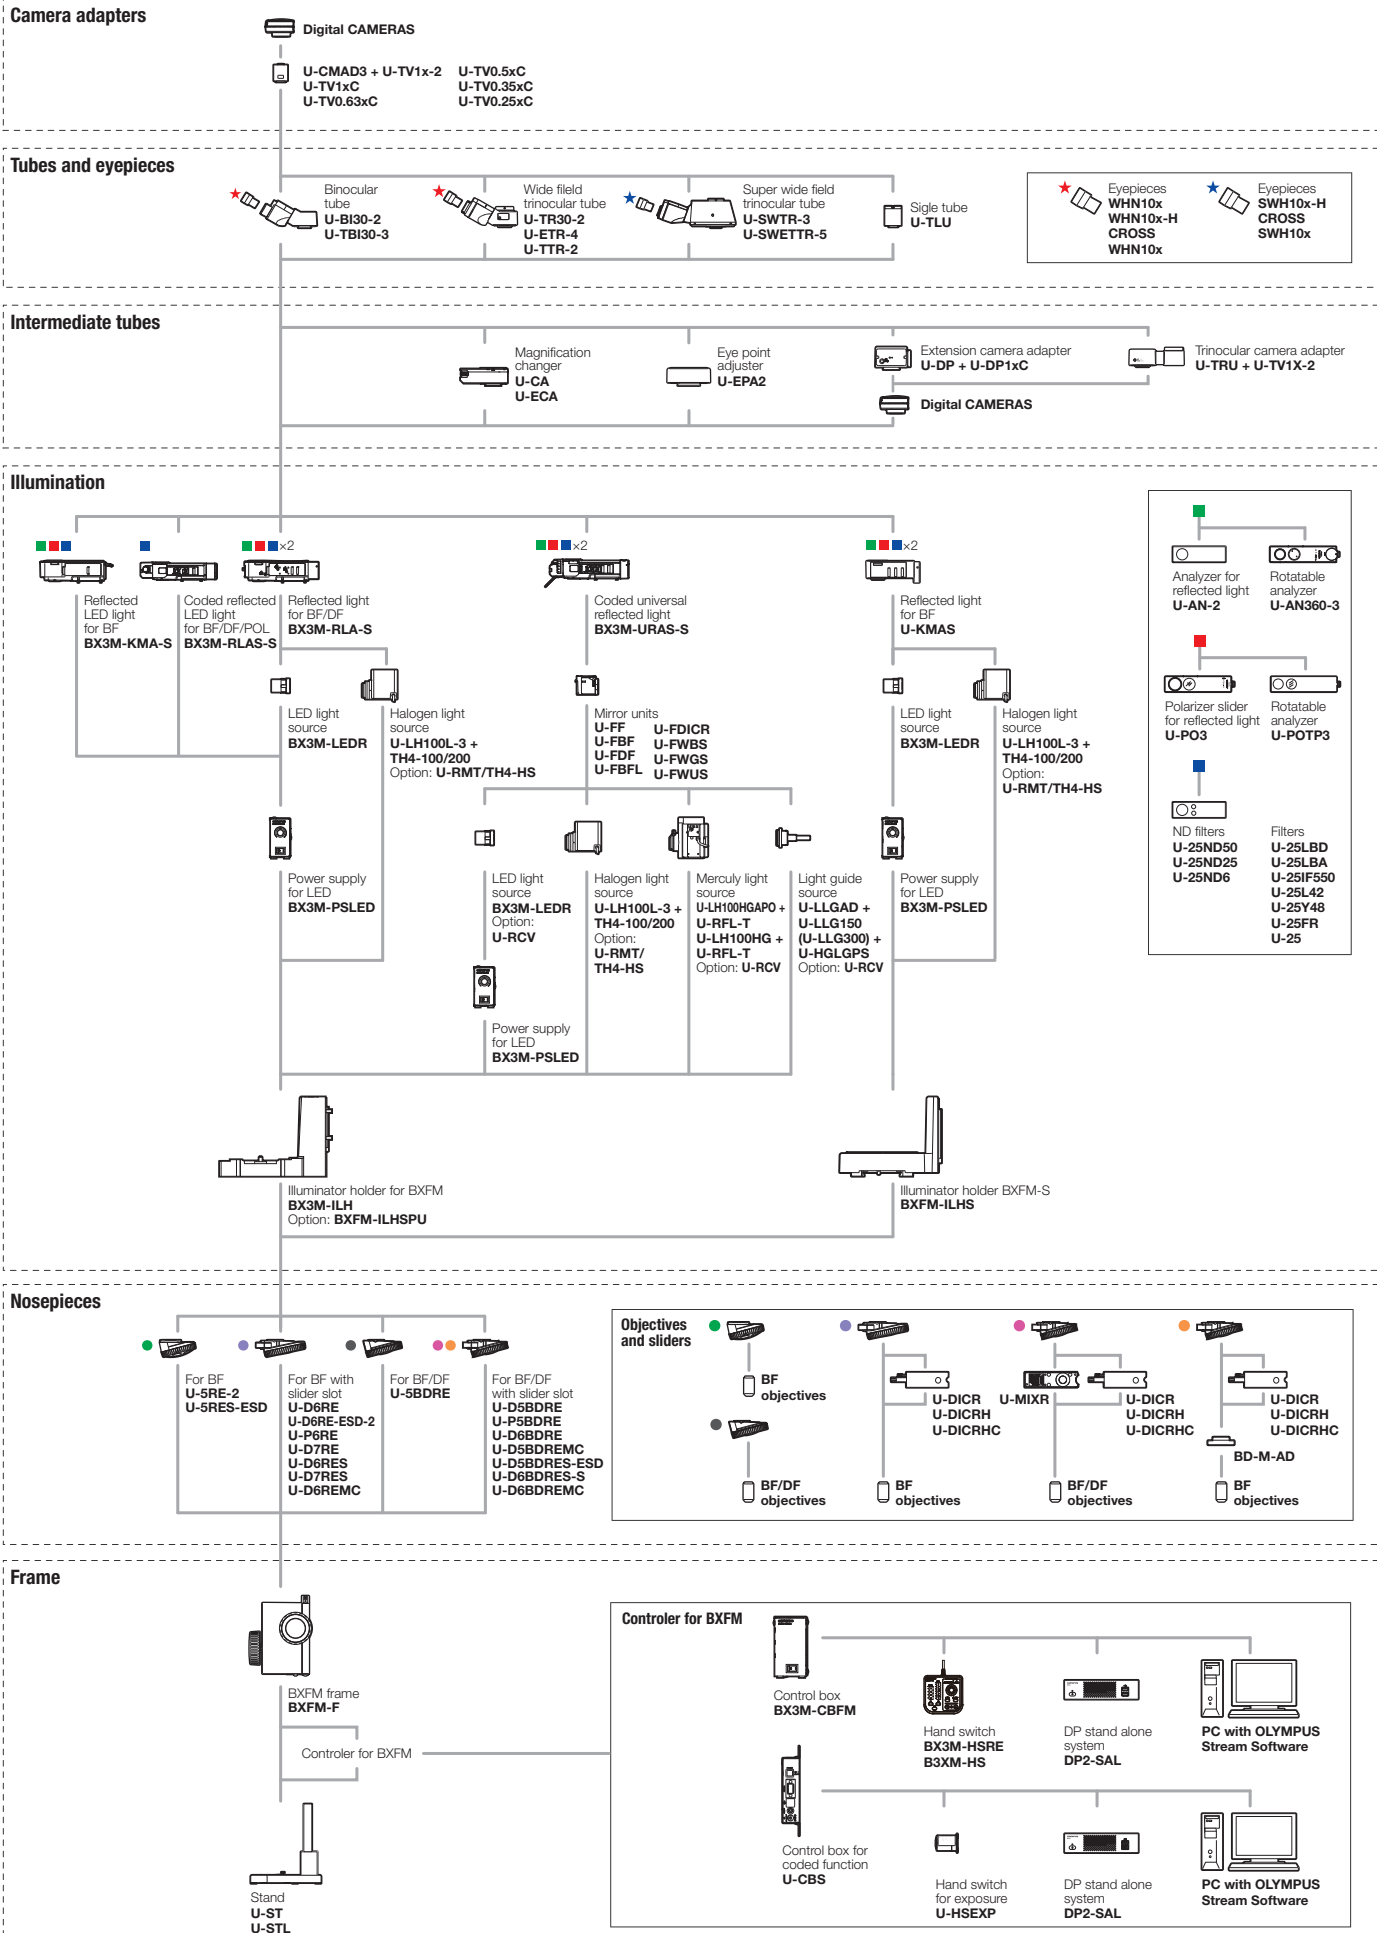 Camera adapters
Digital CAMERAS
U-CMAD3 + U-TV1x-2
U-TV1xC
U-TV0.63xC
U-TV0.5xC
U-TV0.35xC
U-TV0.25xC
Tubes and eyepieces
Binocular
tube
U-BI30-2
U-TBI30-3
Wide fileld
trinocular tube
U-TR30-2
U-ETR-4
U-TTR-2
Super wide field
trinocular tube
U-SWTR-3
U-SWETTR-5
Sigle tube
U-TLU
Eyepieces
WHN10x
WHN10x-H
CROSS
WHN10x
Eyepieces
SWH10x-H
CROSS
SWH10x
Intermediate tubes
Magnification
changer
U-CA
U-ECA
Eye point
adjuster
U-EPA2
Extension camera adapter
U-DP + U-DP1xC
Digital CAMERAS
Trinocular camera adapter
U-TRU + U-TV1X-2
Illumination
×2
×2
×2
Reflected
LED light
for BF
BX3M-KMA-S
Coded reflected
LED light
for BF/DF/POL
BX3M-RLAS-S
Reflected light
for BF/DF
BX3M-RLA-S
Coded universal
reflected light
BX3M-URAS-S
Reflected light
for BF
U-KMAS
LED light
source
BX3M-LEDR
Halogen light
source
U-LH100L-3 +
TH4-100/200
Option: U-RMT/TH4-HS
Mirror units
U-FF
U-FBF
U-FDF
U-FBFL
U-FDICR
U-FWBS
U-FWGS
U-FWUS
LED light
source
BX3M-LEDR
Halogen light
source
U-LH100L-3 +
TH4-100/200
Option:
U-RMT/TH4-HS
Power supply
for LED
BX3M-PSLED
LED light
source
BX3M-LEDR
Option:
U-RCV
Halogen light
source
U-LH100L-3 +
TH4-100/200
Option:
U-RMT/
TH4-HS
Merculy light
source
U-LH100HGAPO +
U-RFL-T
U-LH100HG +
U-RFL-T
Option: U-RCV
Light guide
source
U-LLGAD +
U-LLG150
(U-LLG300) +
U-HGLGPS
Option: U-RCV
Power supply
for LED
BX3M-PSLED
Power supply
for LED
BX3M-PSLED
Analyzer for
reflected light
U-AN-2
Rotatable
analyzer
U-AN360-3
Polarizer slider
for reflected light
U-PO3
Rotatable
analyzer
U-POTP3
ND filters
U-25ND50
U-25ND25
U-25ND6
Filters
U-25LBD
U-25LBA
U-25IF550
U-25L42
U-25Y48
U-25FR
U-25
Illuminator holder for BXFM
BX3M-ILH
Option: BXFM-ILHSPU
Illuminator holder BXFM-S
BXFM-ILHS
Nosepieces
For BF
U-5RE-2
U-5RES-ESD
For BF with
slider slot
U-D6RE
U-D6RE-ESD-2
U-P6RE
U-D7RE
U-D6RES
U-D7RES
U-D6REMC
For BF/DF
U-5BDRE
For BF/DF
with slider slot
U-D5BDRE
U-P5BDRE
U-D6BDRE
U-D5BDREMC
U-D5BDRES-ESD
U-D6BDRES-S
U-D6BDREMC
Objectives
and sliders
BF
objectives
BF/DF
objectives
U-DICR
U-DICRH
U-DICRHC
BF
objectives
U-MIXR
U-DICR
U-DICRH
U-DICRHC
BF/DF
objectives
U-DICR
U-DICRH
U-DICRHC
BD-M-AD
BF
objectives
Frame
BXFM frame
BXFM-F
Controler for BXFM
Stand
U-ST
U-STL
Controler for BXFM
Control box
BX3M-CBFM
Hand switch
BX3M-HSRE
B3XM-HS
DP stand alone
system
DP2-SAL
PC with OLYMPUS
Stream Software
Control box for
coded function
U-CBS
Hand switch
for exposure
U-HSEXP
DP stand alone
system
DP2-SAL
PC with OLYMPUS
Stream Software